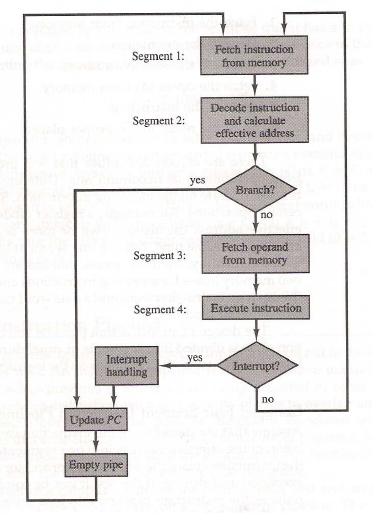 Segment 1:
Fetch instruction
from memory
Segment 2:
Decode instruction
and calculate
effective address
yes
Branch?
no
Segment 3:
Fetch operand
from memory
Segment 4:
Execute instruction
Interrupt
handling
yes
Interrupt?
no
Update PC
Empty pipe